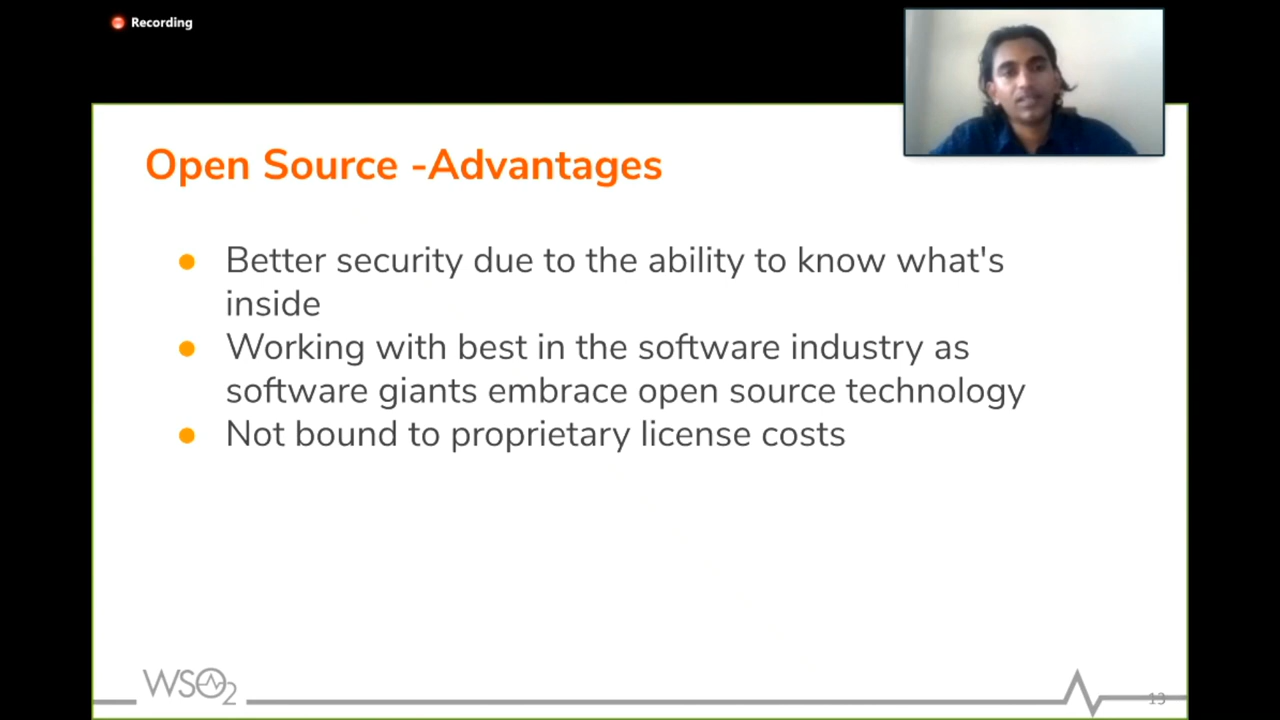 Recording
Open Source -Advantages
● Better security due to the ability to know what's
inside
● Working with best in the software industry as
software giants embrace open source technology
● Not bound to proprietary license costs
WSO2
13